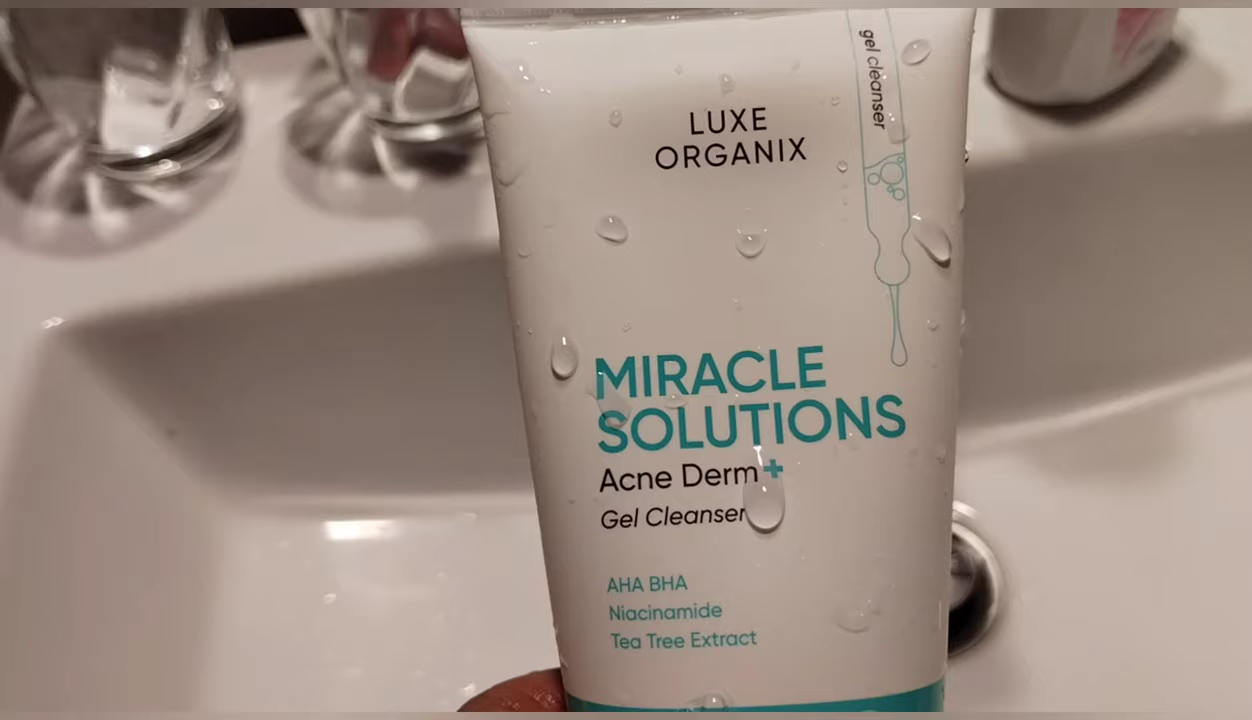 LUXE
ORGANIX
gel cleanser
MIRACLE
SOLUTIONS
Acne Derm+
Gel Cleanser
AHA BHA
Niacinamide
Tea Tree Extract